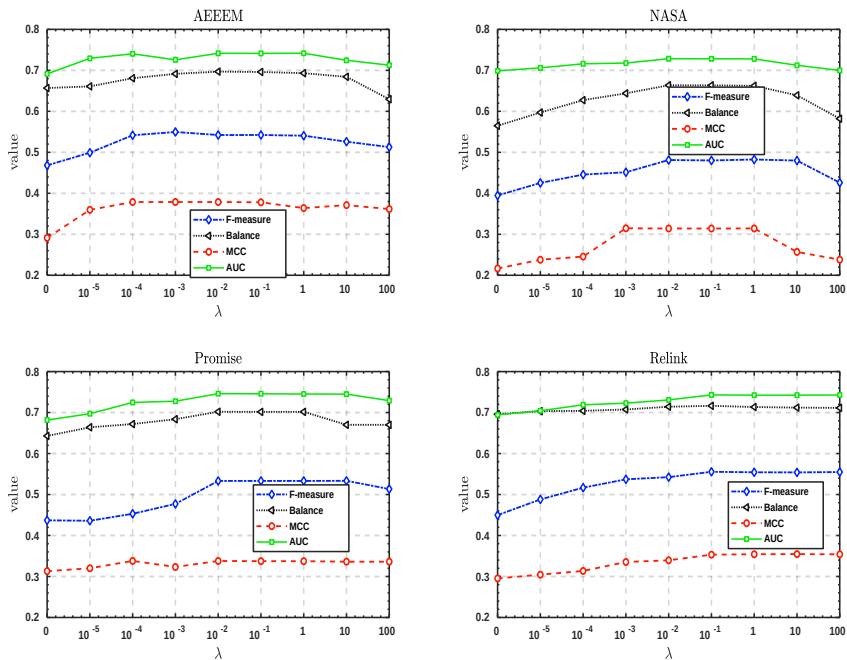 AEEEM
0.8
0.7
0.6
0.5
0.4
0.3
0.2
value
F-measure
Balance
MCC
AUC
0 10^-5 10^-4 10^-3 10^-2 10^-1 1 10 100
λ
NASA
0.8
0.7
0.6
0.5
0.4
0.3
0.2
value
F-measure
Balance
MCC
AUC
0 10^-5 10^-4 10^-3 10^-2 10^-1 1 10 100
λ
Promise
0.8
0.7
0.6
0.5
0.4
0.3
0.2
value
F-measure
Balance
MCC
AUC
0 10^-5 10^-4 10^-3 10^-2 10^-1 1 10 100
λ
Relink
0.8
0.7
0.6
0.5
0.4
0.3
0.2
value
F-measure
Balance
MCC
AUC
0 10^-5 10^-4 10^-3 10^-2 10^-1 1 10 100
λ